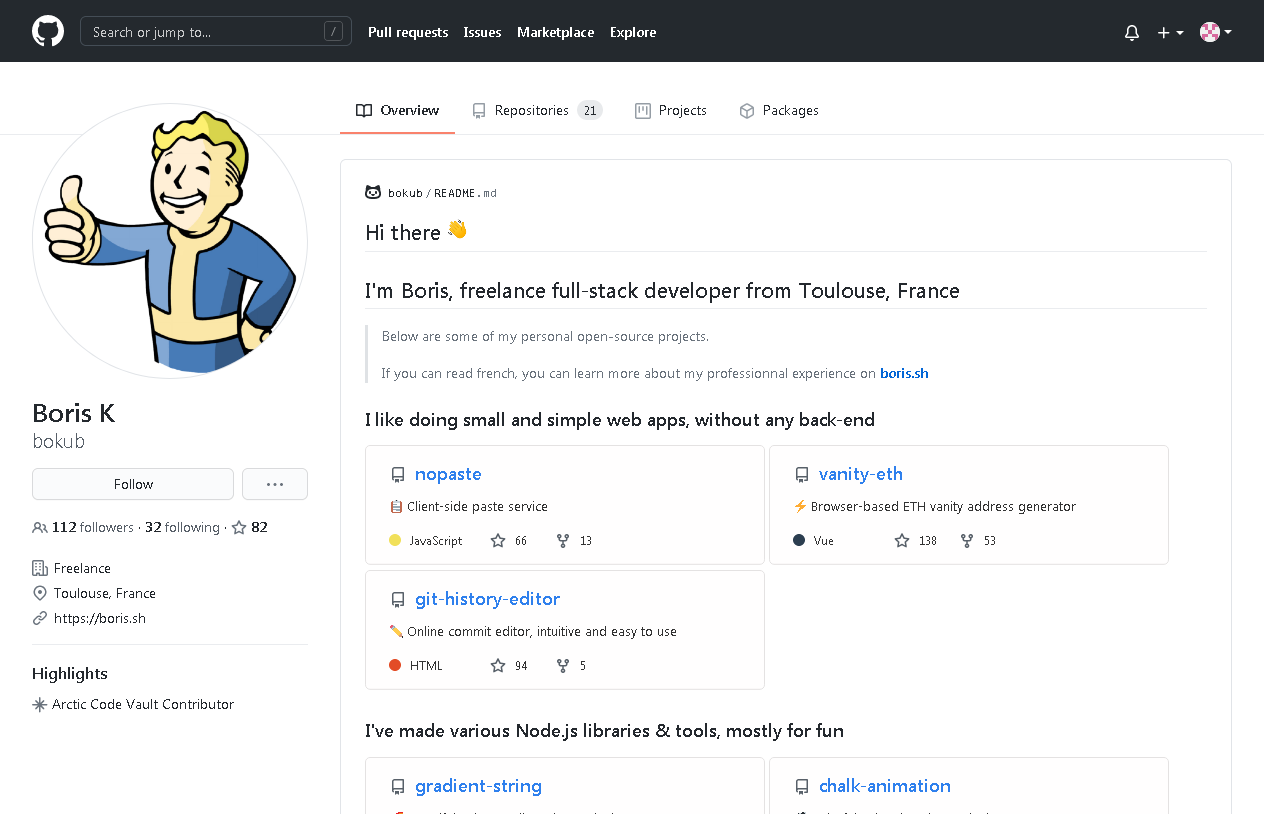 Search or jump to... / Pull requests Issues Marketplace Explore
Overview Repositories 21 Projects Packages
Boris K
bokub
Follow ...
112 followers · 32 following · 82
Freelance
Toulouse, France
https://boris.sh
Highlights
Arctic Code Vault Contributor
bokub / README.md
Hi there 👋
I'm Boris, freelance full-stack developer from Toulouse, France
Below are some of my personal open-source projects.
If you can read french, you can learn more about my professionnal experience on boris.sh
I like doing small and simple web apps, without any back-end
nopaste
📋 Client-side paste service
JavaScript 66 13
vanity-eth
⚡ Browser-based ETH vanity address generator
Vue 138 53
git-history-editor
✏️ Online commit editor, intuitive and easy to use
HTML 94 5
I've made various Node.js libraries & tools, mostly for fun
gradient-string
chalk-animation